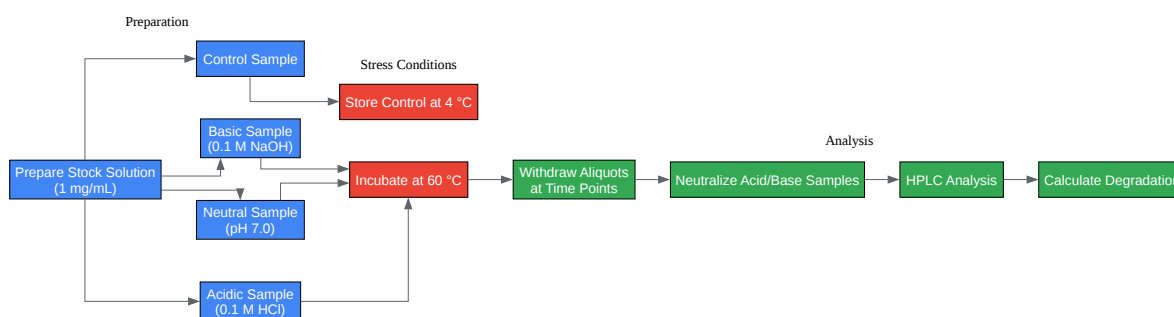 Preparation
Control Sample
Stress Conditions
Store Control at 4 °C
Basic Sample
(0.1 M NaOH)
Analysis
Prepare Stock Solution
(1 mg/mL)
Incubate at 60 °C
Withdraw Aliquots
at Time Points
Neutralize Acid/Base Samples
HPLC Analysis
Calculate Degradation
Neutral Sample
(pH 7.0)
Acidic Sample
(0.1 M HCl)